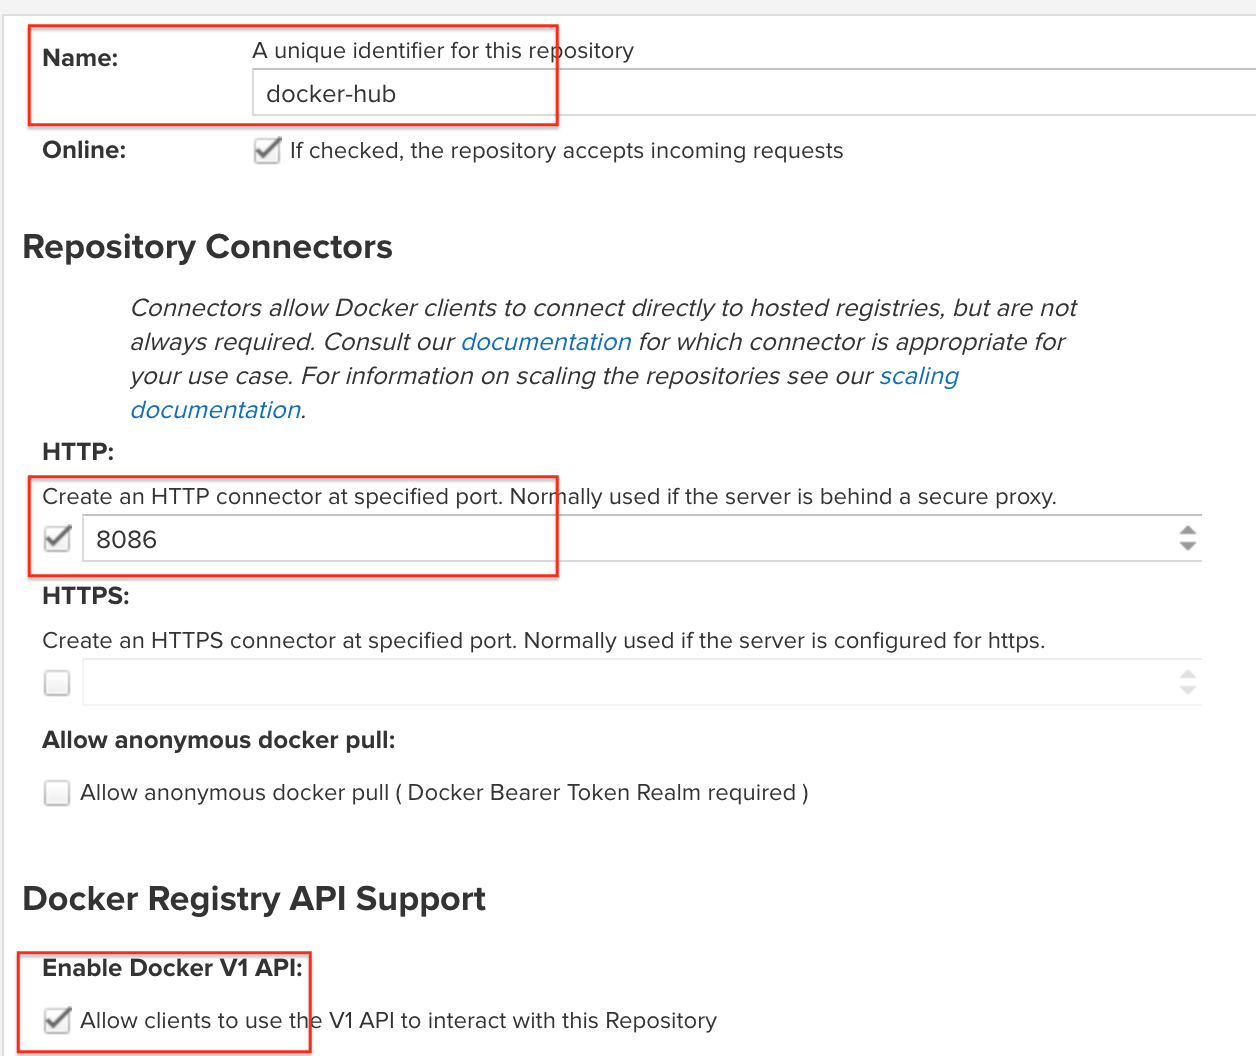 Name:
A unique identifier for this repository
docker-hub
Online:
If checked, the repository accepts incoming requests
Repository Connectors
Connectors allow Docker clients to connect directly to hosted registries, but are not
always required. Consult our documentation for which connector is appropriate for
your use case. For information on scaling the repositories see our scaling
documentation.
HTTP:
Create an HTTP connector at specified port. Normally used if the server is behind a secure proxy.
8086
HTTPS:
Create an HTTPS connector at specified port. Normally used if the server is configured for https.
Allow anonymous docker pull:
Allow anonymous docker pull ( Docker Bearer Token Realm required )
Docker Registry API Support
Enable Docker V1 API:
Allow clients to use the V1 API to interact with this Repository